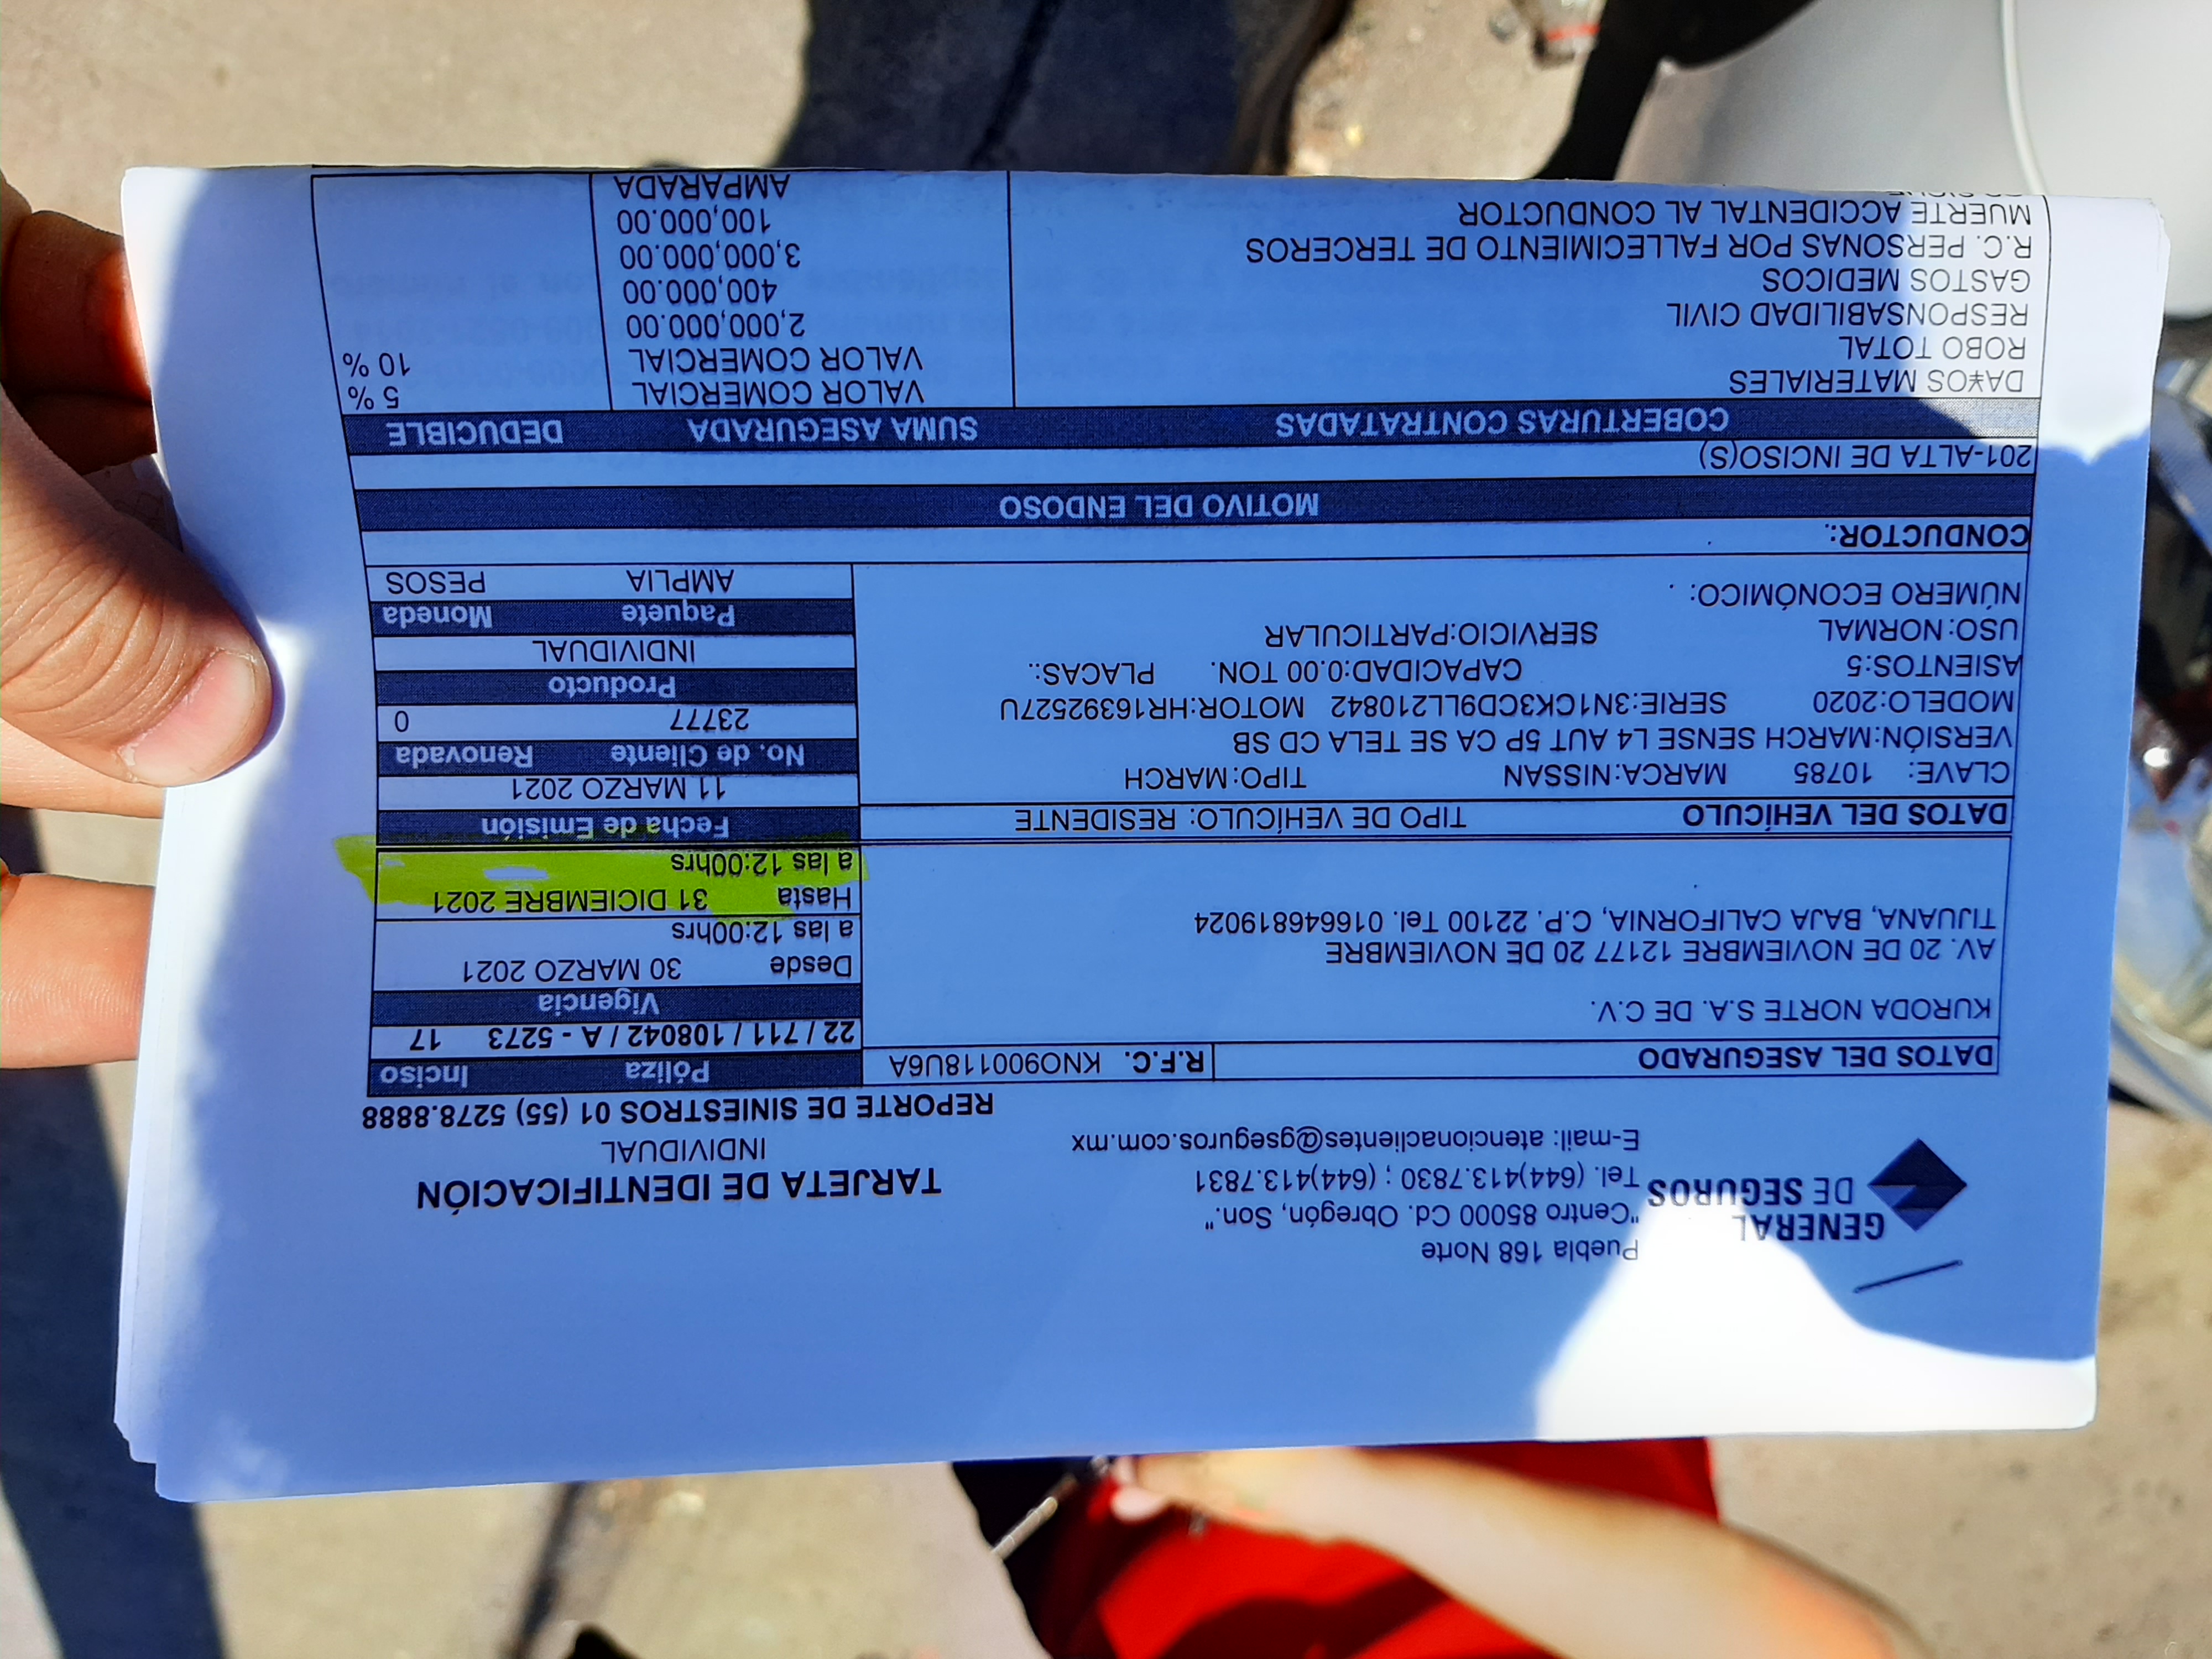 GENERAL
DE SEGUROS
Puebla 168 Norte
"Centro 85000 Cd. Obregón, Son."
Tel. (644)413.7830 ; (644)413.7831
E-mail: atencionaclientes@gseguros.com.mx
TARJETA DE IDENTIFICACIÓN
INDIVIDUAL
REPORTE DE SINIESTROS 01 (55) 5278.8888
DATOS DEL ASEGURADO R.F.C. KNO900118U6A
KURODA NORTE S.A. DE C.V.
AV. 20 DE NOVIEMBRE 12177 20 DE NOVIEMBRE
TIJUANA, BAJA CALIFORNIA, C.P. 22100 Tel. 016646819024
Póliza Inciso
22 / 711 / 108042 / A - 5273 17
Vigencia
Desde 30 MARZO 2021
a las 12:00hrs
Hasta 31 DICIEMBRE 2021
a las 12:00hrs
DATOS DEL VEHÍCULO TIPO DE VEHÍCULO: RESIDENTE
CLAVE: 10785 MARCA:NISSAN TIPO:MARCH
VERSIÓN:MARCH SENSE L4 AUT 5P CA SE TELA CD SB
MODELO:2020 SERIE:3N1CK3CD9LL210842 MOTOR:HR16392527U
ASIENTOS:5 CAPACIDAD:0.00 TON. PLACAS:.
USO:NORMAL SERVICIO:PARTICULAR
NÚMERO ECONÓMICO: .
Fecha de Emisión
11 MARZO 2021
No. de Cliente Renovada
23777 0
Producto
INDIVIDUAL
Paquete Moneda
AMPLIA PESOS
CONDUCTOR:.
MOTIVO DEL ENDOSO
201-ALTA DE INCISO(S)
COBERTURAS CONTRATADAS SUMA ASEGURADA DEDUCIBLE
DA¥OS MATERIALES VALOR COMERCIAL 5 %
ROBO TOTAL VALOR COMERCIAL 10 %
RESPONSABILIDAD CIVIL 2,000,000.00
GASTOS MEDICOS 400,000.00
R.C. PERSONAS POR FALLECIMIENTO DE TERCEROS 3,000,000.00
MUERTE ACCIDENTAL AL CONDUCTOR 100,000.00
AMPARADA